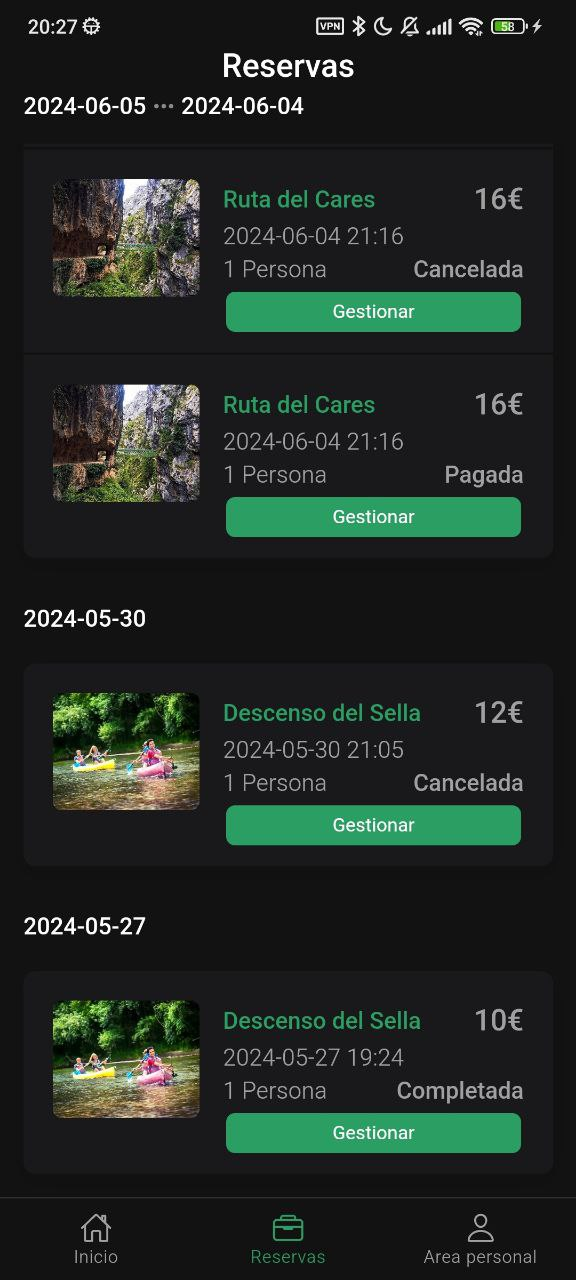 20:27 VPN 58
Reservas
2024-06-05 ··· 2024-06-04
Ruta del Cares 16€
2024-06-04 21:16
1 Persona Cancelada
Gestionar
Ruta del Cares 16€
2024-06-04 21:16
1 Persona Pagada
Gestionar
2024-05-30
Descenso del Sella 12€
2024-05-30 21:05
1 Persona Cancelada
Gestionar
2024-05-27
Descenso del Sella 10€
2024-05-27 19:24
1 Persona Completada
Gestionar
Inicio Reservas Area personal